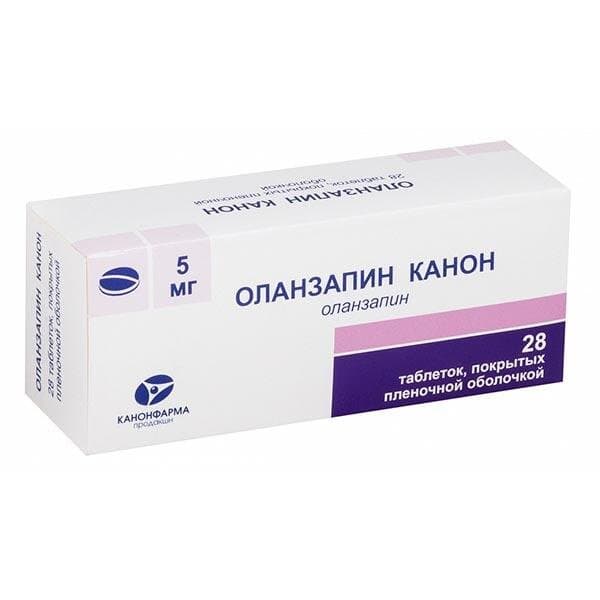 28 таблеток, покрытых пленочной
оболочкой
ОЛАНЗАПИН КАНОН
ОЛАНЗАПИН КАНОН
28 таблеток, покрытых
пленочной оболочкой
5
мг
ОЛАНЗАПИН КАНОН
оланзапин
28
таблеток, покрытых
пленочной оболочкой
КАНОНФАРМА
продакшн